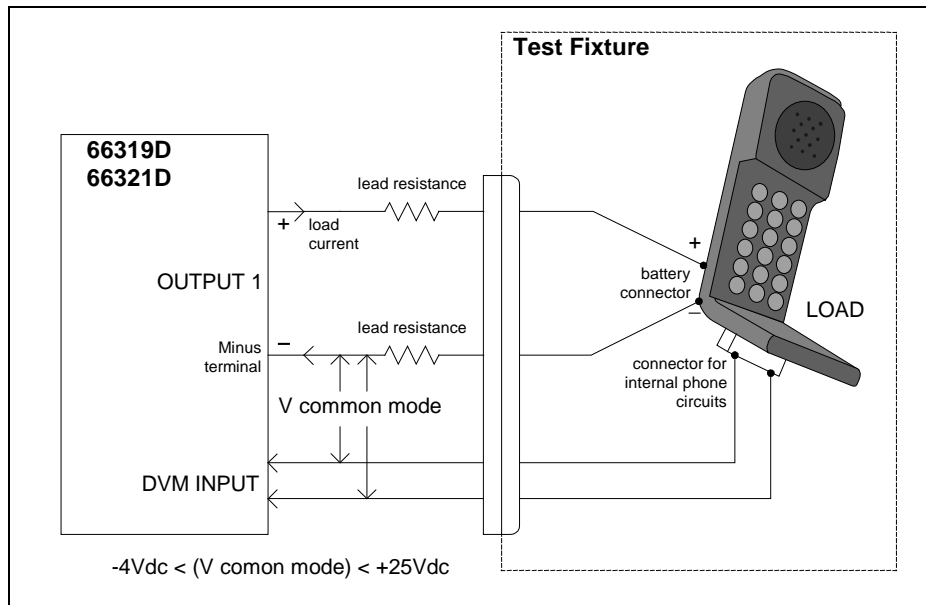 Test Fixture
66319D
66321D
lead resistance
+
load
current
OUTPUT 1
+
battery
connector
−
LOAD
lead resistance
−
Minus
terminal
connector for
internal phone
circuits
V common mode
DVM INPUT
-4Vdc < (V comon mode) < +25Vdc